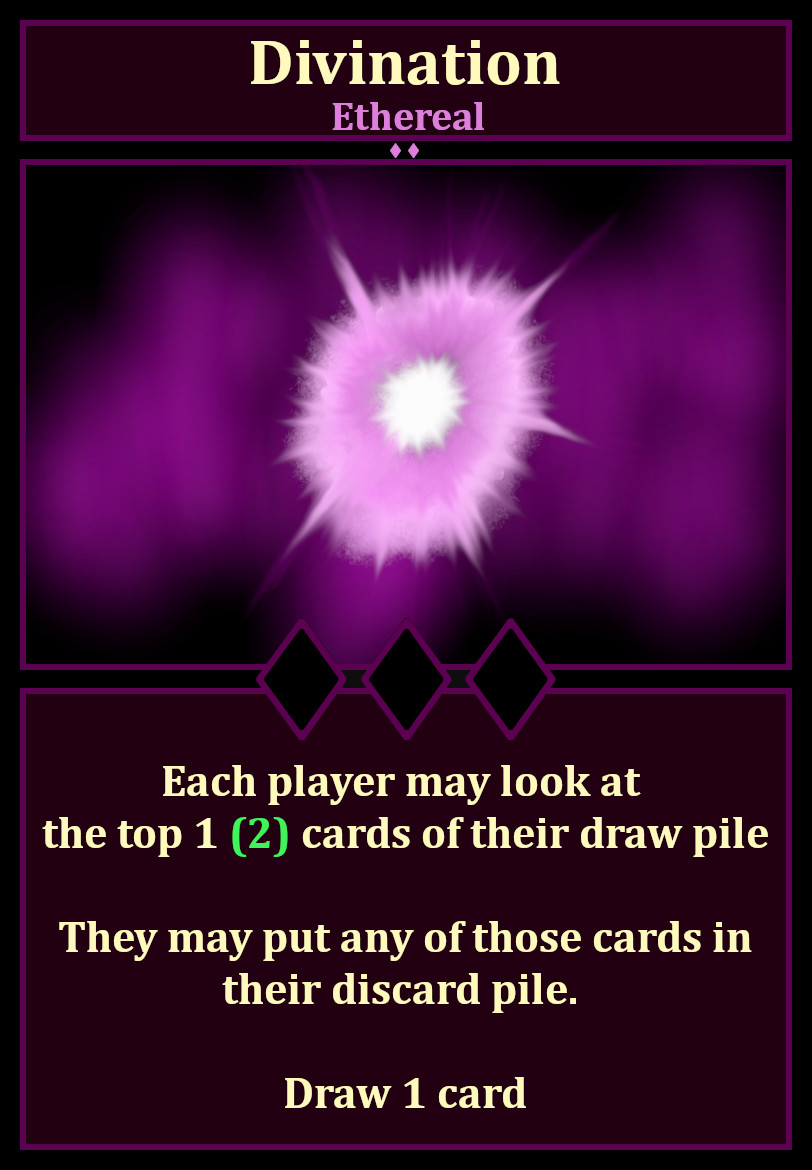 Divination
Ethereal
Each player may look at
the top 1 (2) cards of their draw pile
They may put any of those cards in
their discard pile.
Draw 1 card